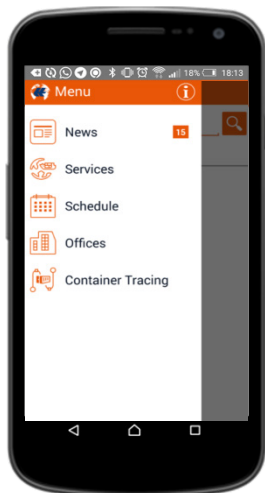 18% 18:13
Menu
News 15
Services
Schedule
Offices
Container Tracing